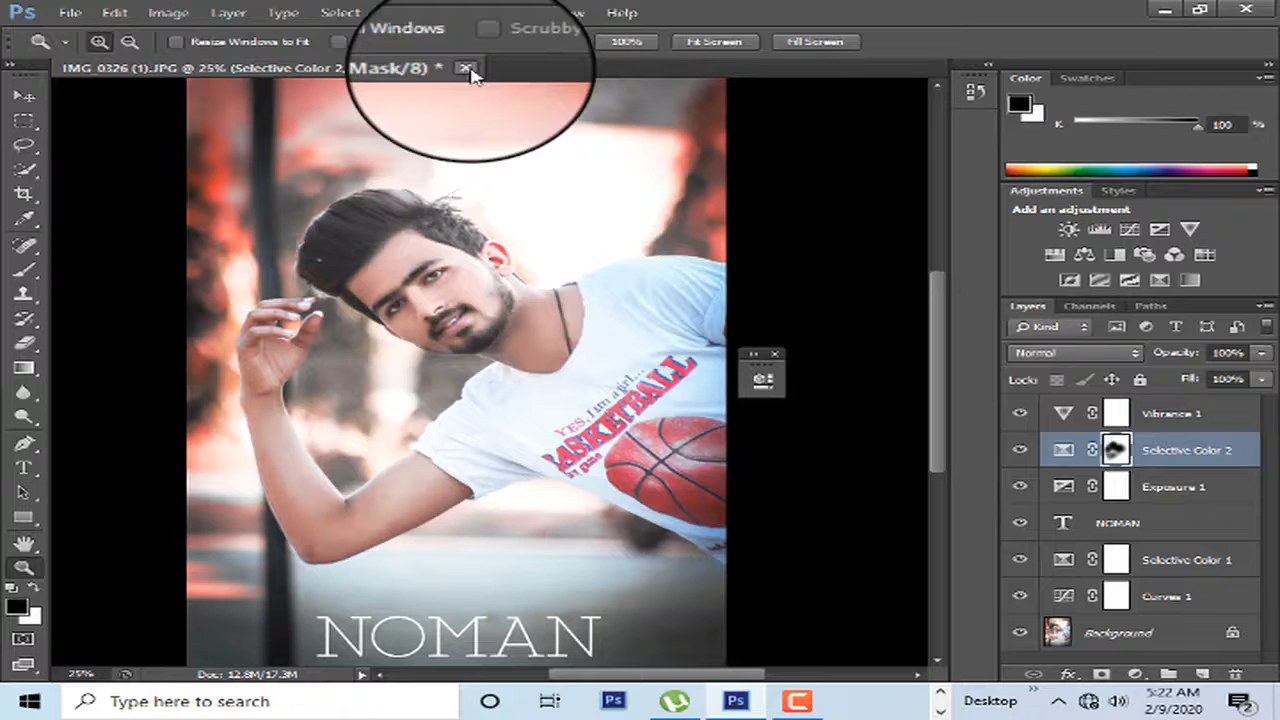 Ps File Edit Image Layer Type Select Help
Resize Windows to Fit Windows Scrubby 100% Fit Screen Fill Screen
IMG_0326 (1).JPG @ 25% (Selective Color 2, Mask/8) *
Color Swatches
K 100 %
Adjustments Styles
Add an adjustment
Layers Channels Paths
Kind
Normal Opacity: 100%
Lock: Fill: 100%
Vibrance 1
Selective Color 2
Exposure 1
T NOMAN
Selective Color 1
Curves 1
Background
YES, I am a girl...
BASKETBALL
game
NOMAN
25% Doc: 12.8M/17.3M
Type here to search Ps Ps Desktop 5:22 AM
2/9/2020 2